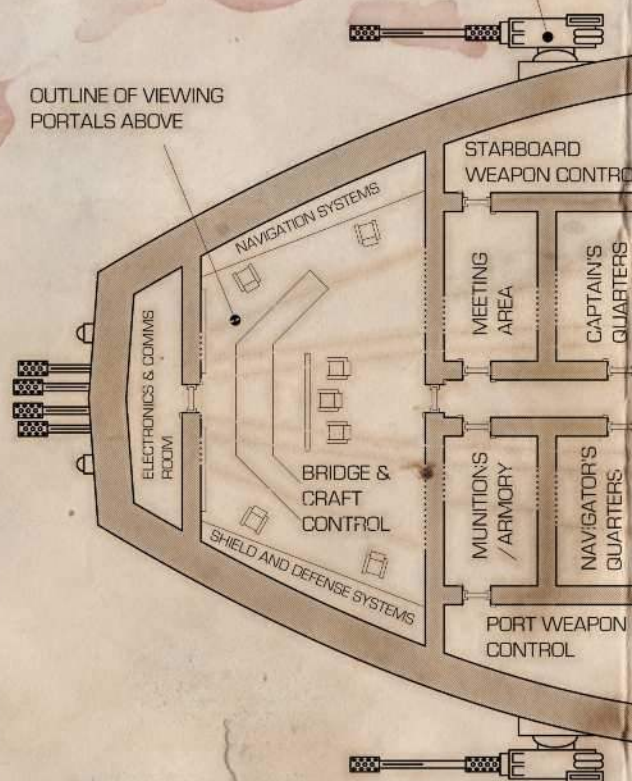 OUTLINE OF VIEWING
PORTALS ABOVE
STARBOARD
WEAPON CONTRO
NAVIGATION SYSTEMS
MEETING
AREA
CAPTAIN'S
QUARTERS
ELECTRONICS & COMMS
ROOM
BRIDGE &
CRAFT
CONTROL
MUNITIONS
/ ARMORY
NAVIGATOR'S
QUARTERS
SHIELD AND DEFENSE SYSTEMS
PORT WEAPON
CONTROL